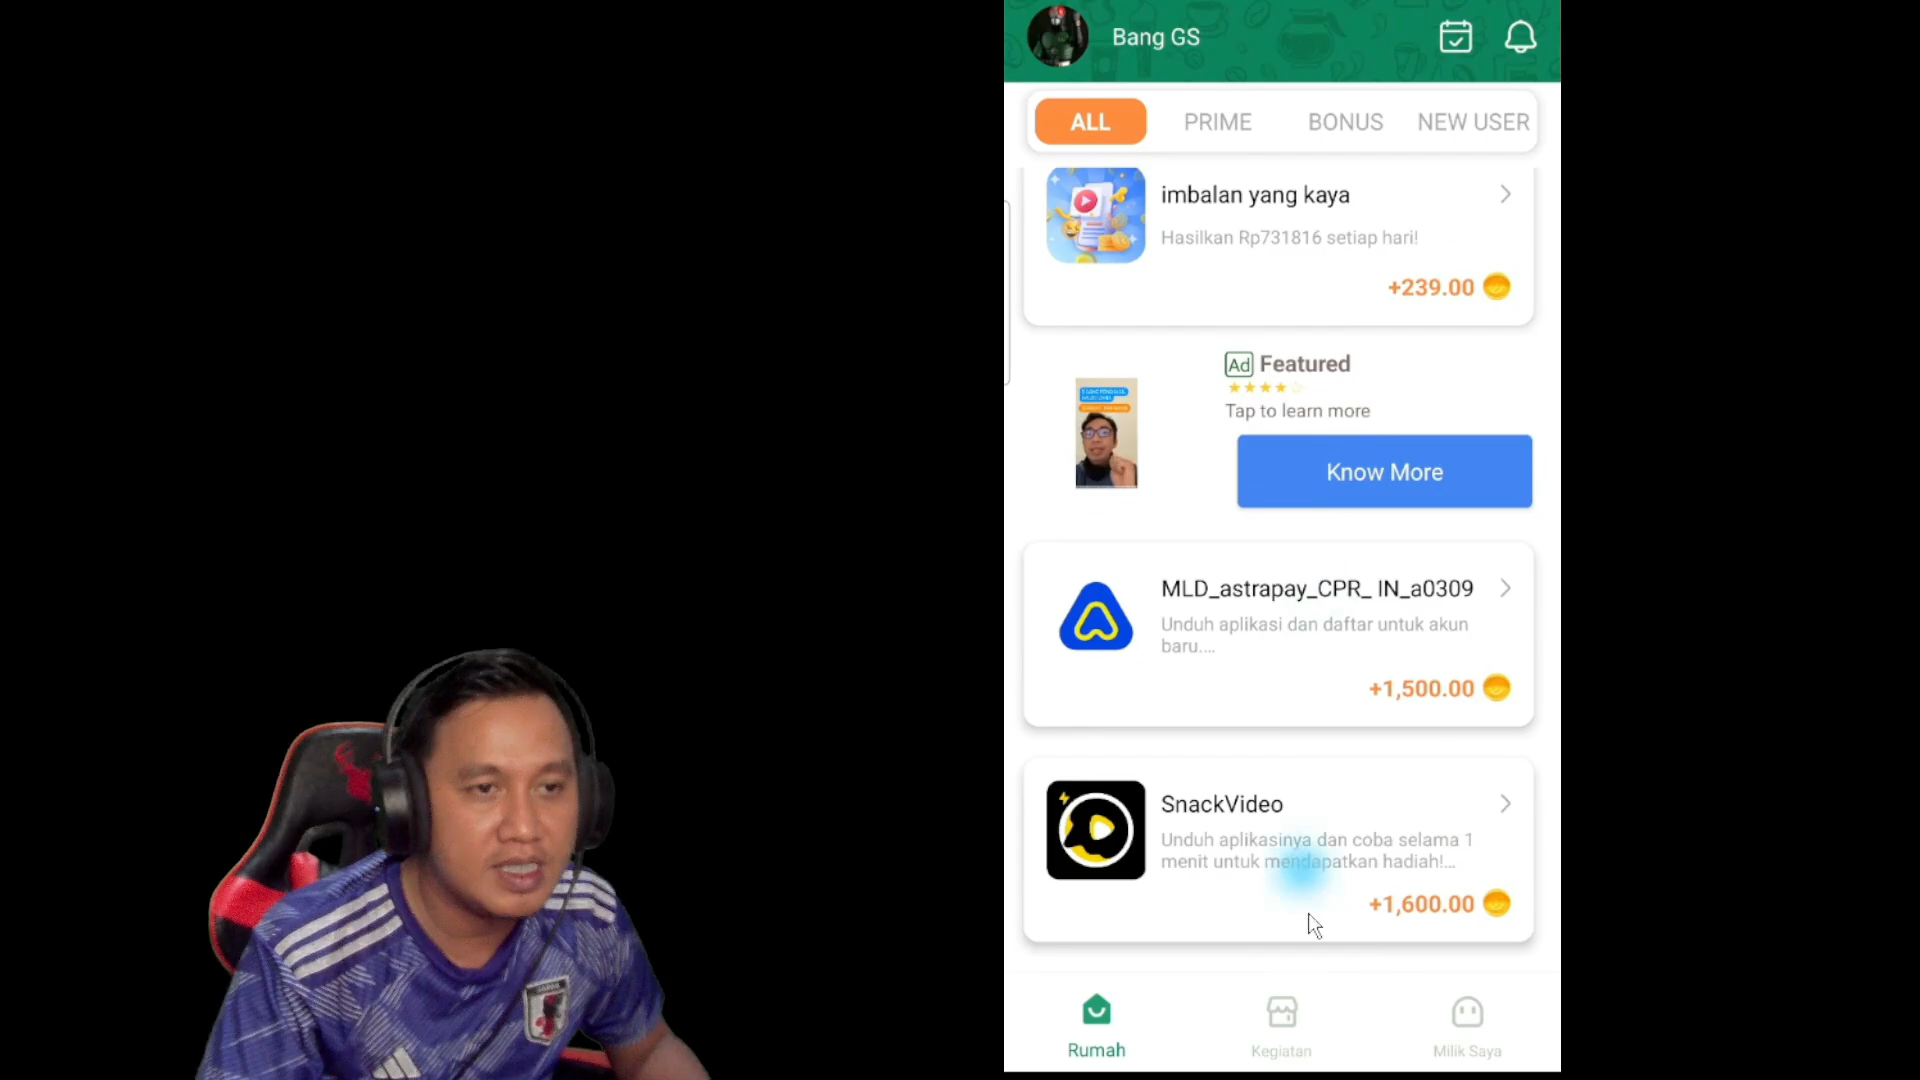 Bang GS
ALL
PRIME
BONUS
NEW USER
imbalan yang kaya
Hasilkan Rp731816 setiap hari!
+239.00
Ad Featured
Tap to learn more
Know More
MLD_astrapay_CPR_ IN_a0309
Unduh aplikasi dan daftar untuk akun
baru....
+1,500.00
SnackVideo
Unduh aplikasinya dan coba selama 1
menit untuk mendapatkan hadiah!...
+1,600.00
Rumah
Kegiatan
Milik Saya